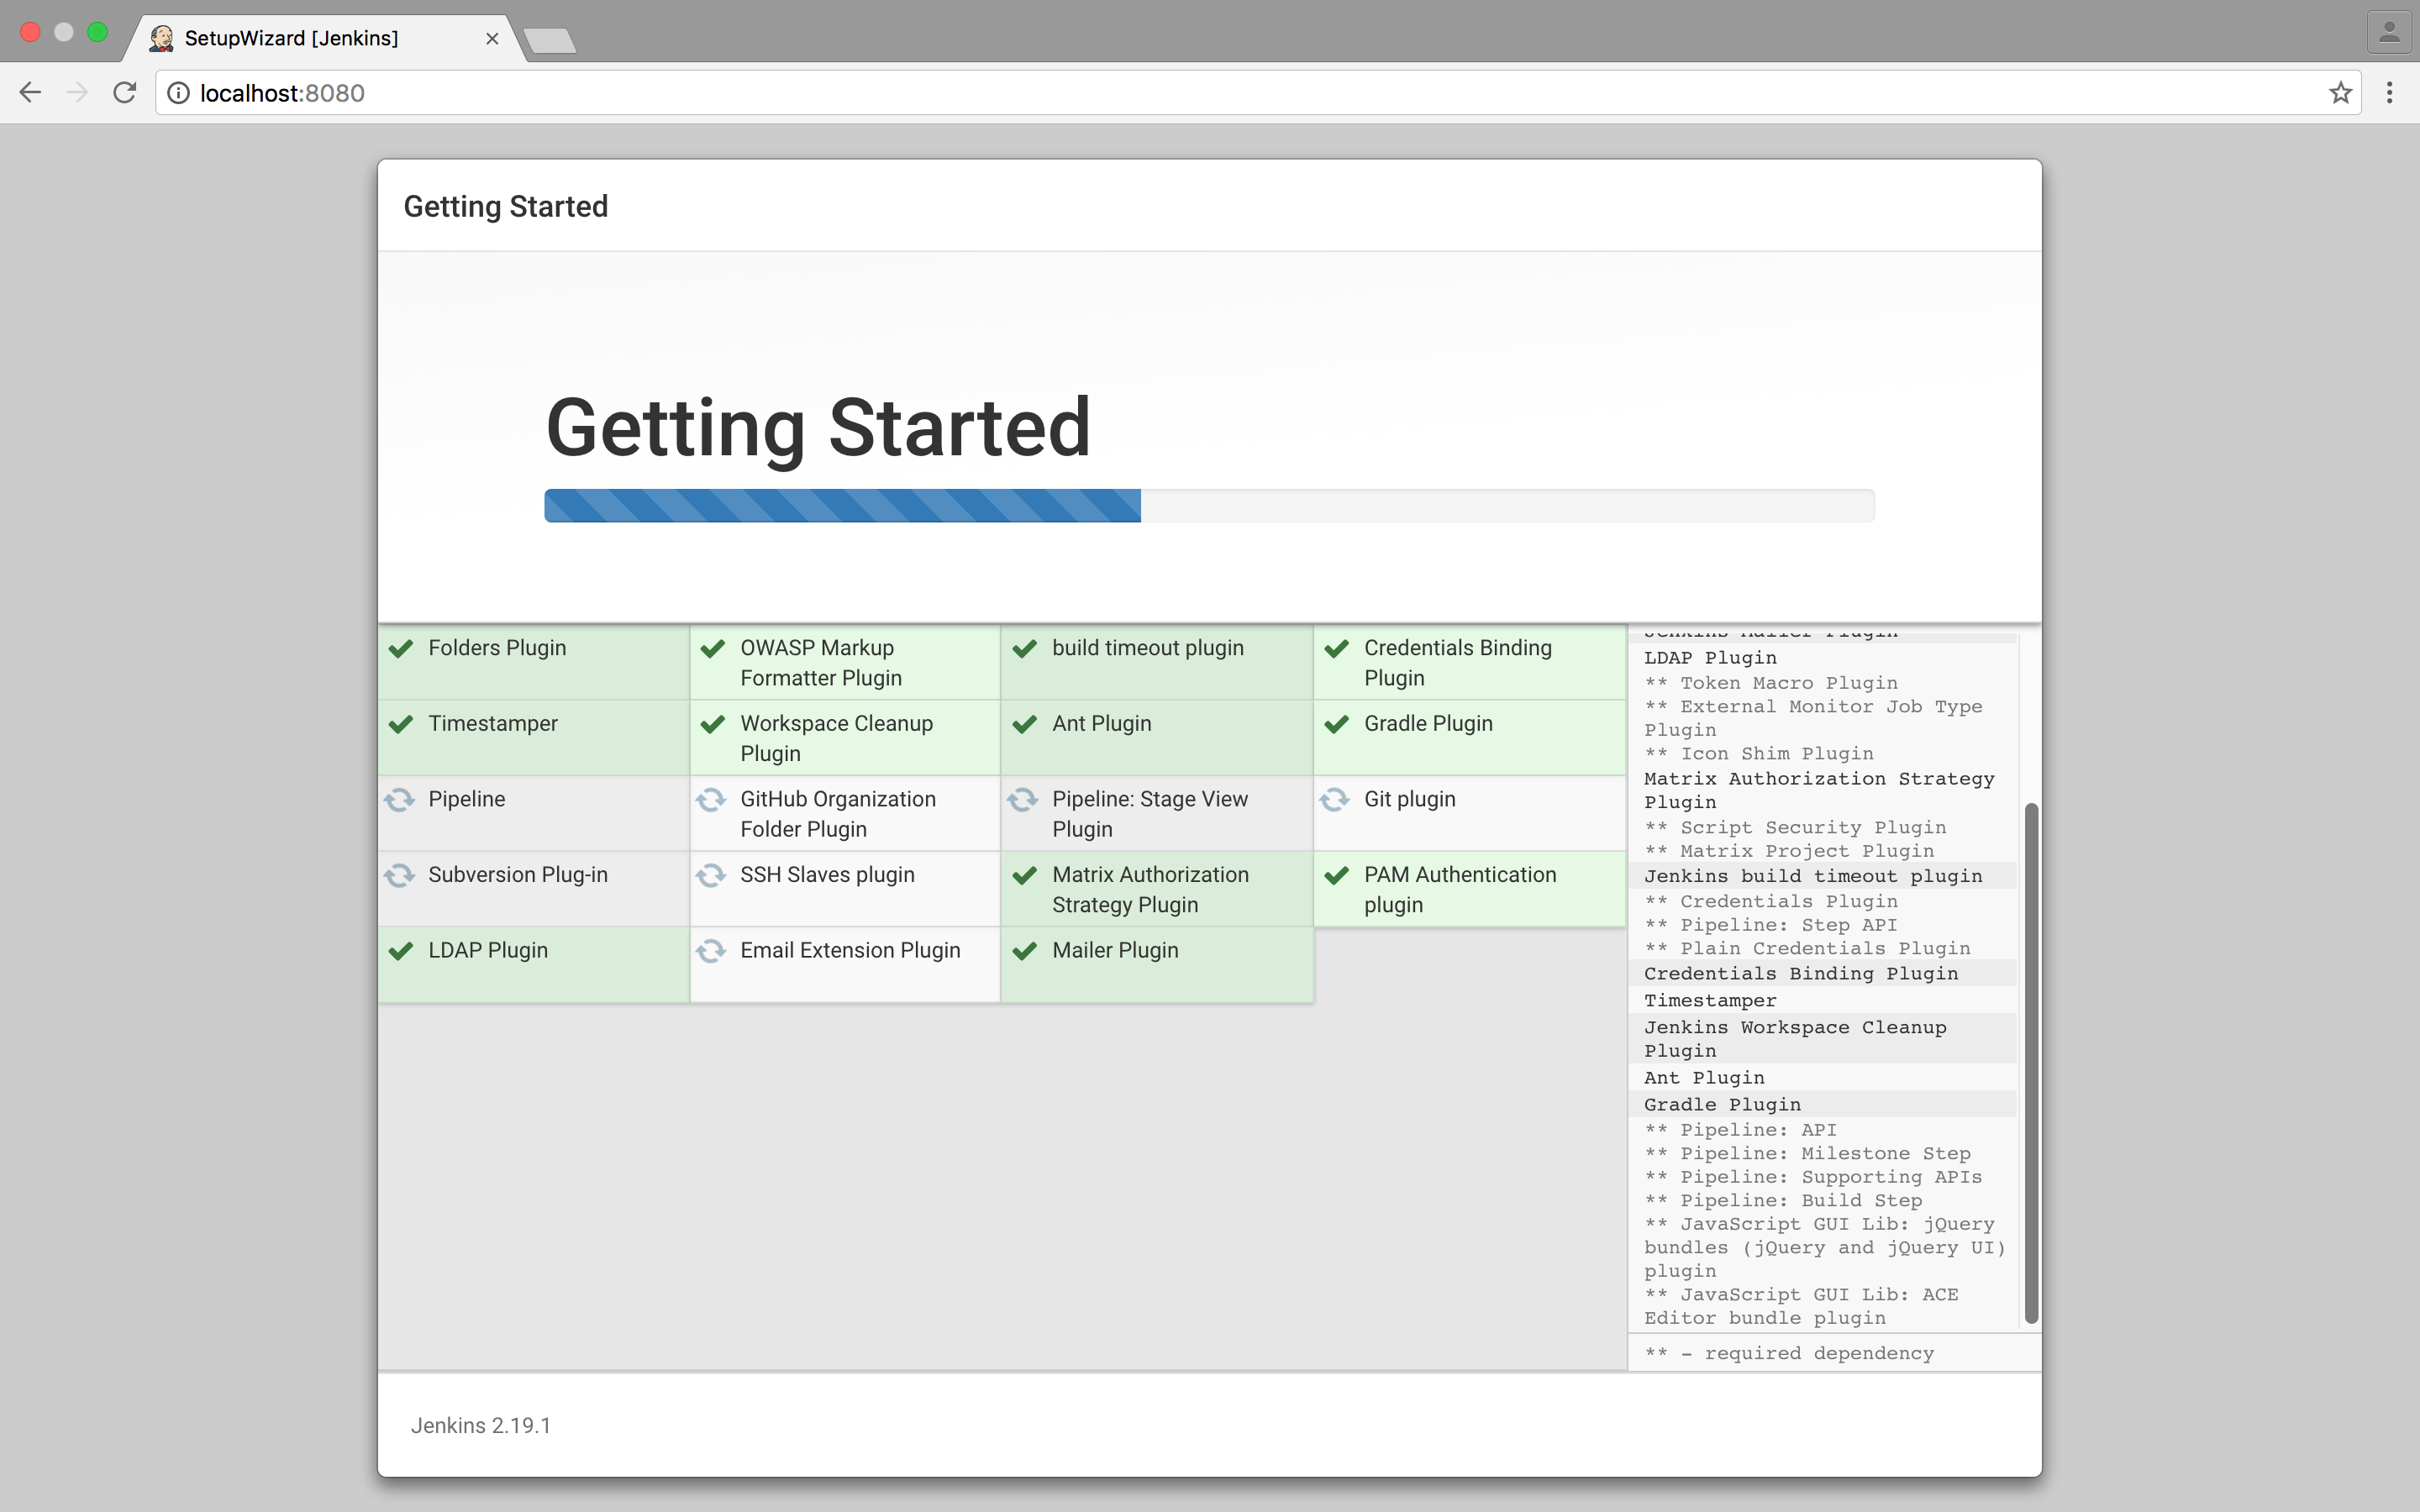 SetupWizard [Jenkins]
localhost:8080
Getting Started
Getting Started
Folders Plugin
OWASP Markup
Formatter Plugin
build timeout plugin
Credentials Binding
Plugin
Timestamper
Workspace Cleanup
Plugin
Ant Plugin
Gradle Plugin
Pipeline
GitHub Organization
Folder Plugin
Pipeline: Stage View
Plugin
Git plugin
Subversion Plug-in
SSH Slaves plugin
Matrix Authorization
Strategy Plugin
PAM Authentication
plugin
LDAP Plugin
Email Extension Plugin
Mailer Plugin
Jenkins Mailer Plugin
LDAP Plugin
** Token Macro Plugin
** External Monitor Job Type
Plugin
** Icon Shim Plugin
Matrix Authorization Strategy
Plugin
** Script Security Plugin
** Matrix Project Plugin
Jenkins build timeout plugin
** Credentials Plugin
** Pipeline: Step API
** Plain Credentials Plugin
Credentials Binding Plugin
Timestamper
Jenkins Workspace Cleanup
Plugin
Ant Plugin
Gradle Plugin
** Pipeline: API
** Pipeline: Milestone Step
** Pipeline: Supporting APIs
** Pipeline: Build Step
** JavaScript GUI Lib: jQuery
bundles (jQuery and jQuery UI)
plugin
** JavaScript GUI Lib: ACE
Editor bundle plugin
** - required dependency
Jenkins 2.19.1